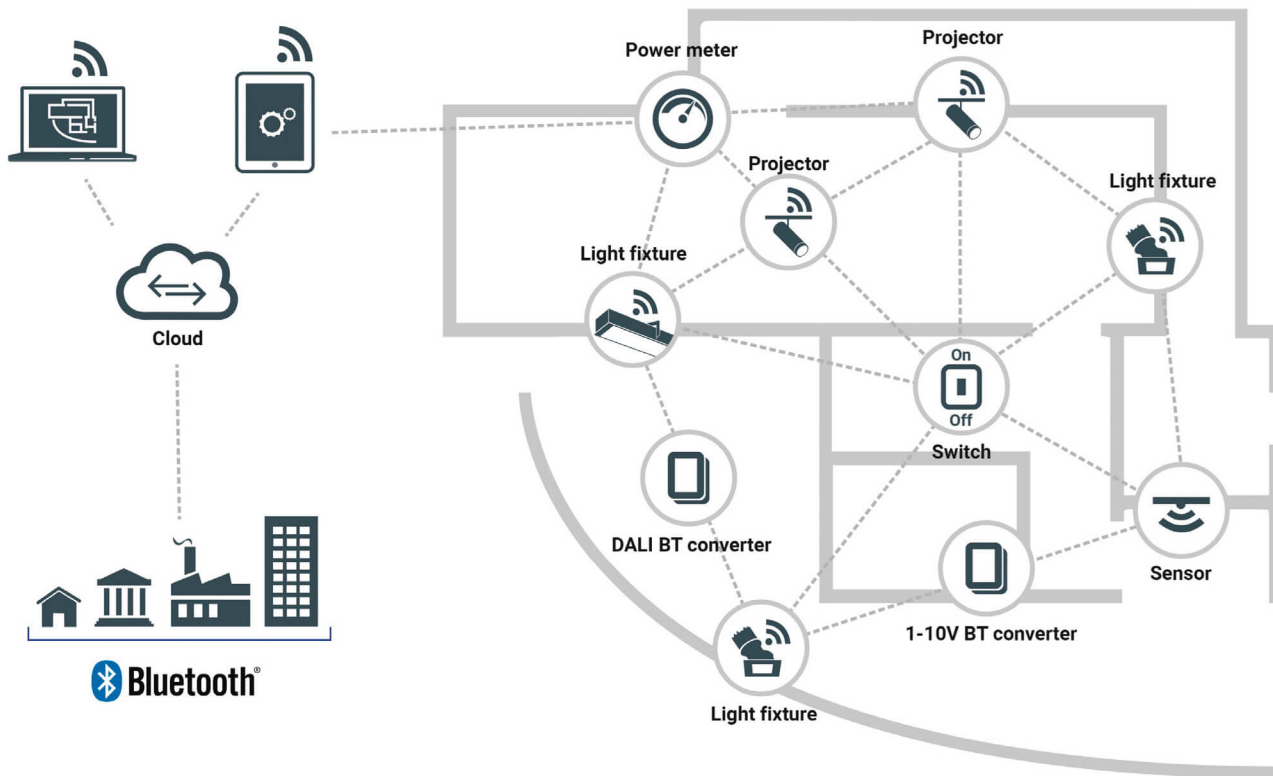 Projector
Power meter
Projector
Light fixture
Light fixture
Cloud
On
Off
Switch
DALI BT converter
Sensor
1-10V BT converter
Bluetooth®
Light fixture